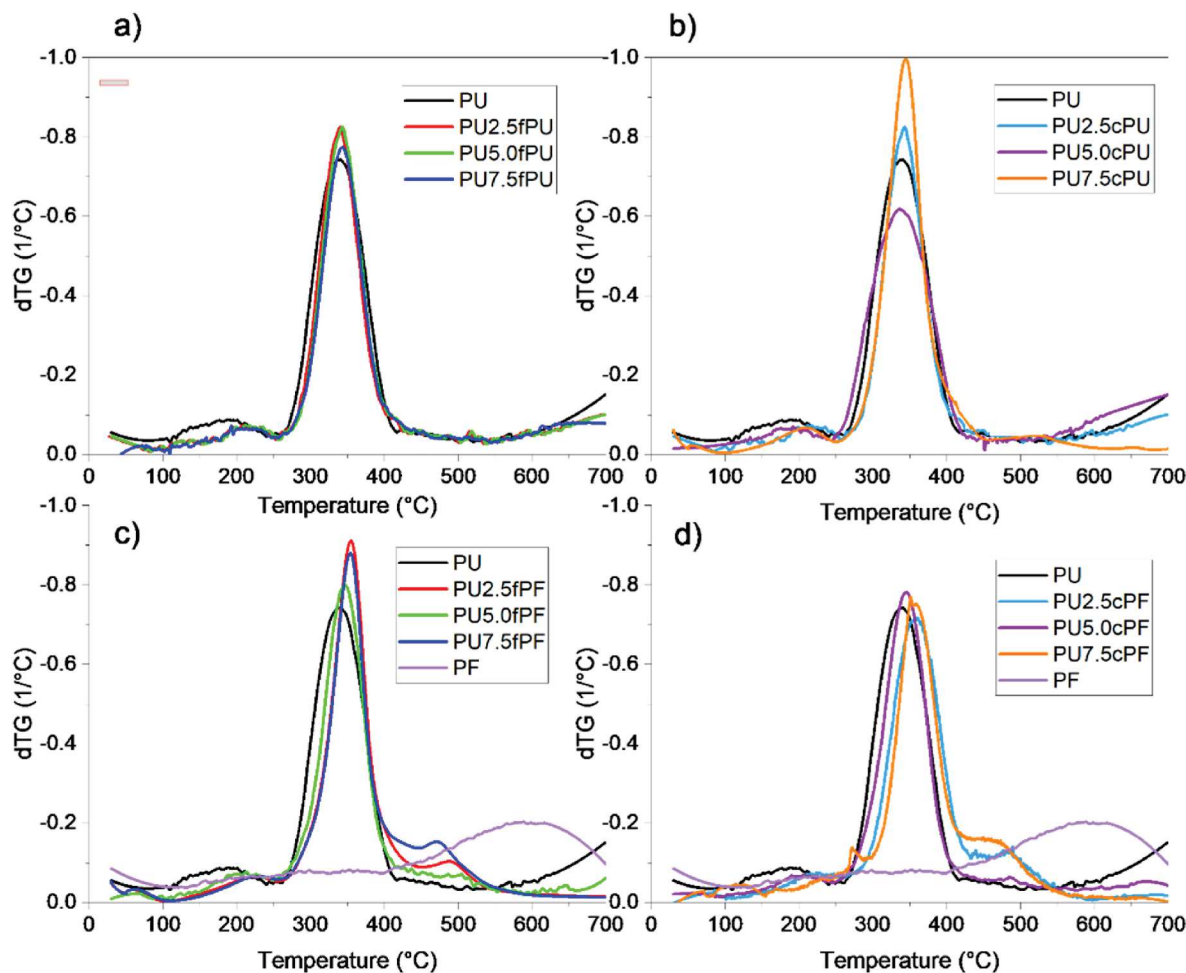 a)
-1.0
-0.8
-0.6
-0.4
-0.2
0.0
dTG (1/°C)
PU
PU2.5fPU
PU5.0fPU
PU7.5fPU
0 100 200 300 400 500 600 700
Temperature (°C)
b)
-1.0
-0.8
-0.6
-0.4
-0.2
0.0
dTG (1/°C)
PU
PU2.5cPU
PU5.0cPU
PU7.5cPU
0 100 200 300 400 500 600 700
Temperature (°C)
c)
-1.0
-0.8
-0.6
-0.4
-0.2
0.0
dTG (1/°C)
PU
PU2.5fPF
PU5.0fPF
PU7.5fPF
PF
0 100 200 300 400 500 600 700
Temperature (°C)
d)
-1.0
-0.8
-0.6
-0.4
-0.2
0.0
dTG (1/°C)
PU
PU2.5cPF
PU5.0cPF
PU7.5cPF
PF
0 100 200 300 400 500 600 700
Temperature (°C)